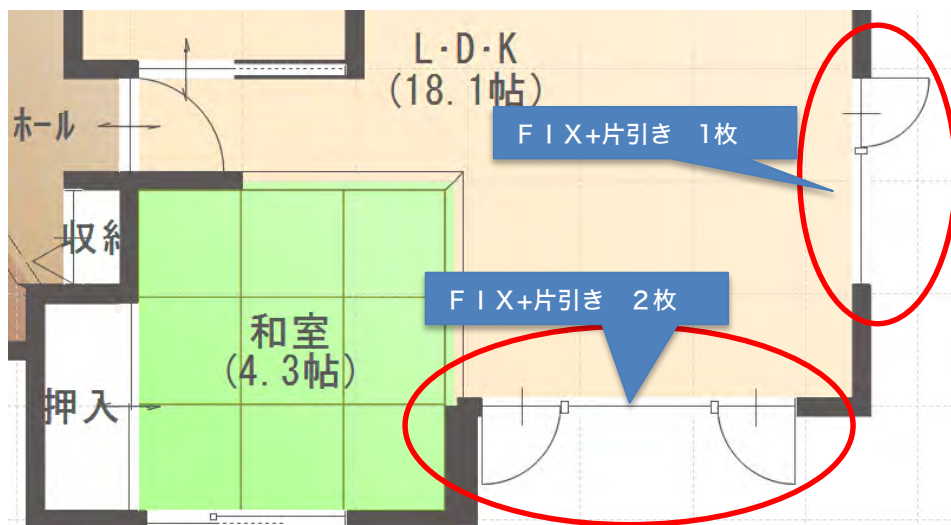 L・D・K
(18.1帖)
ホール
ＦＩＸ+片引き　1枚
収納
ＦＩＸ+片引き　２枚
和室
(4.3帖)
押入